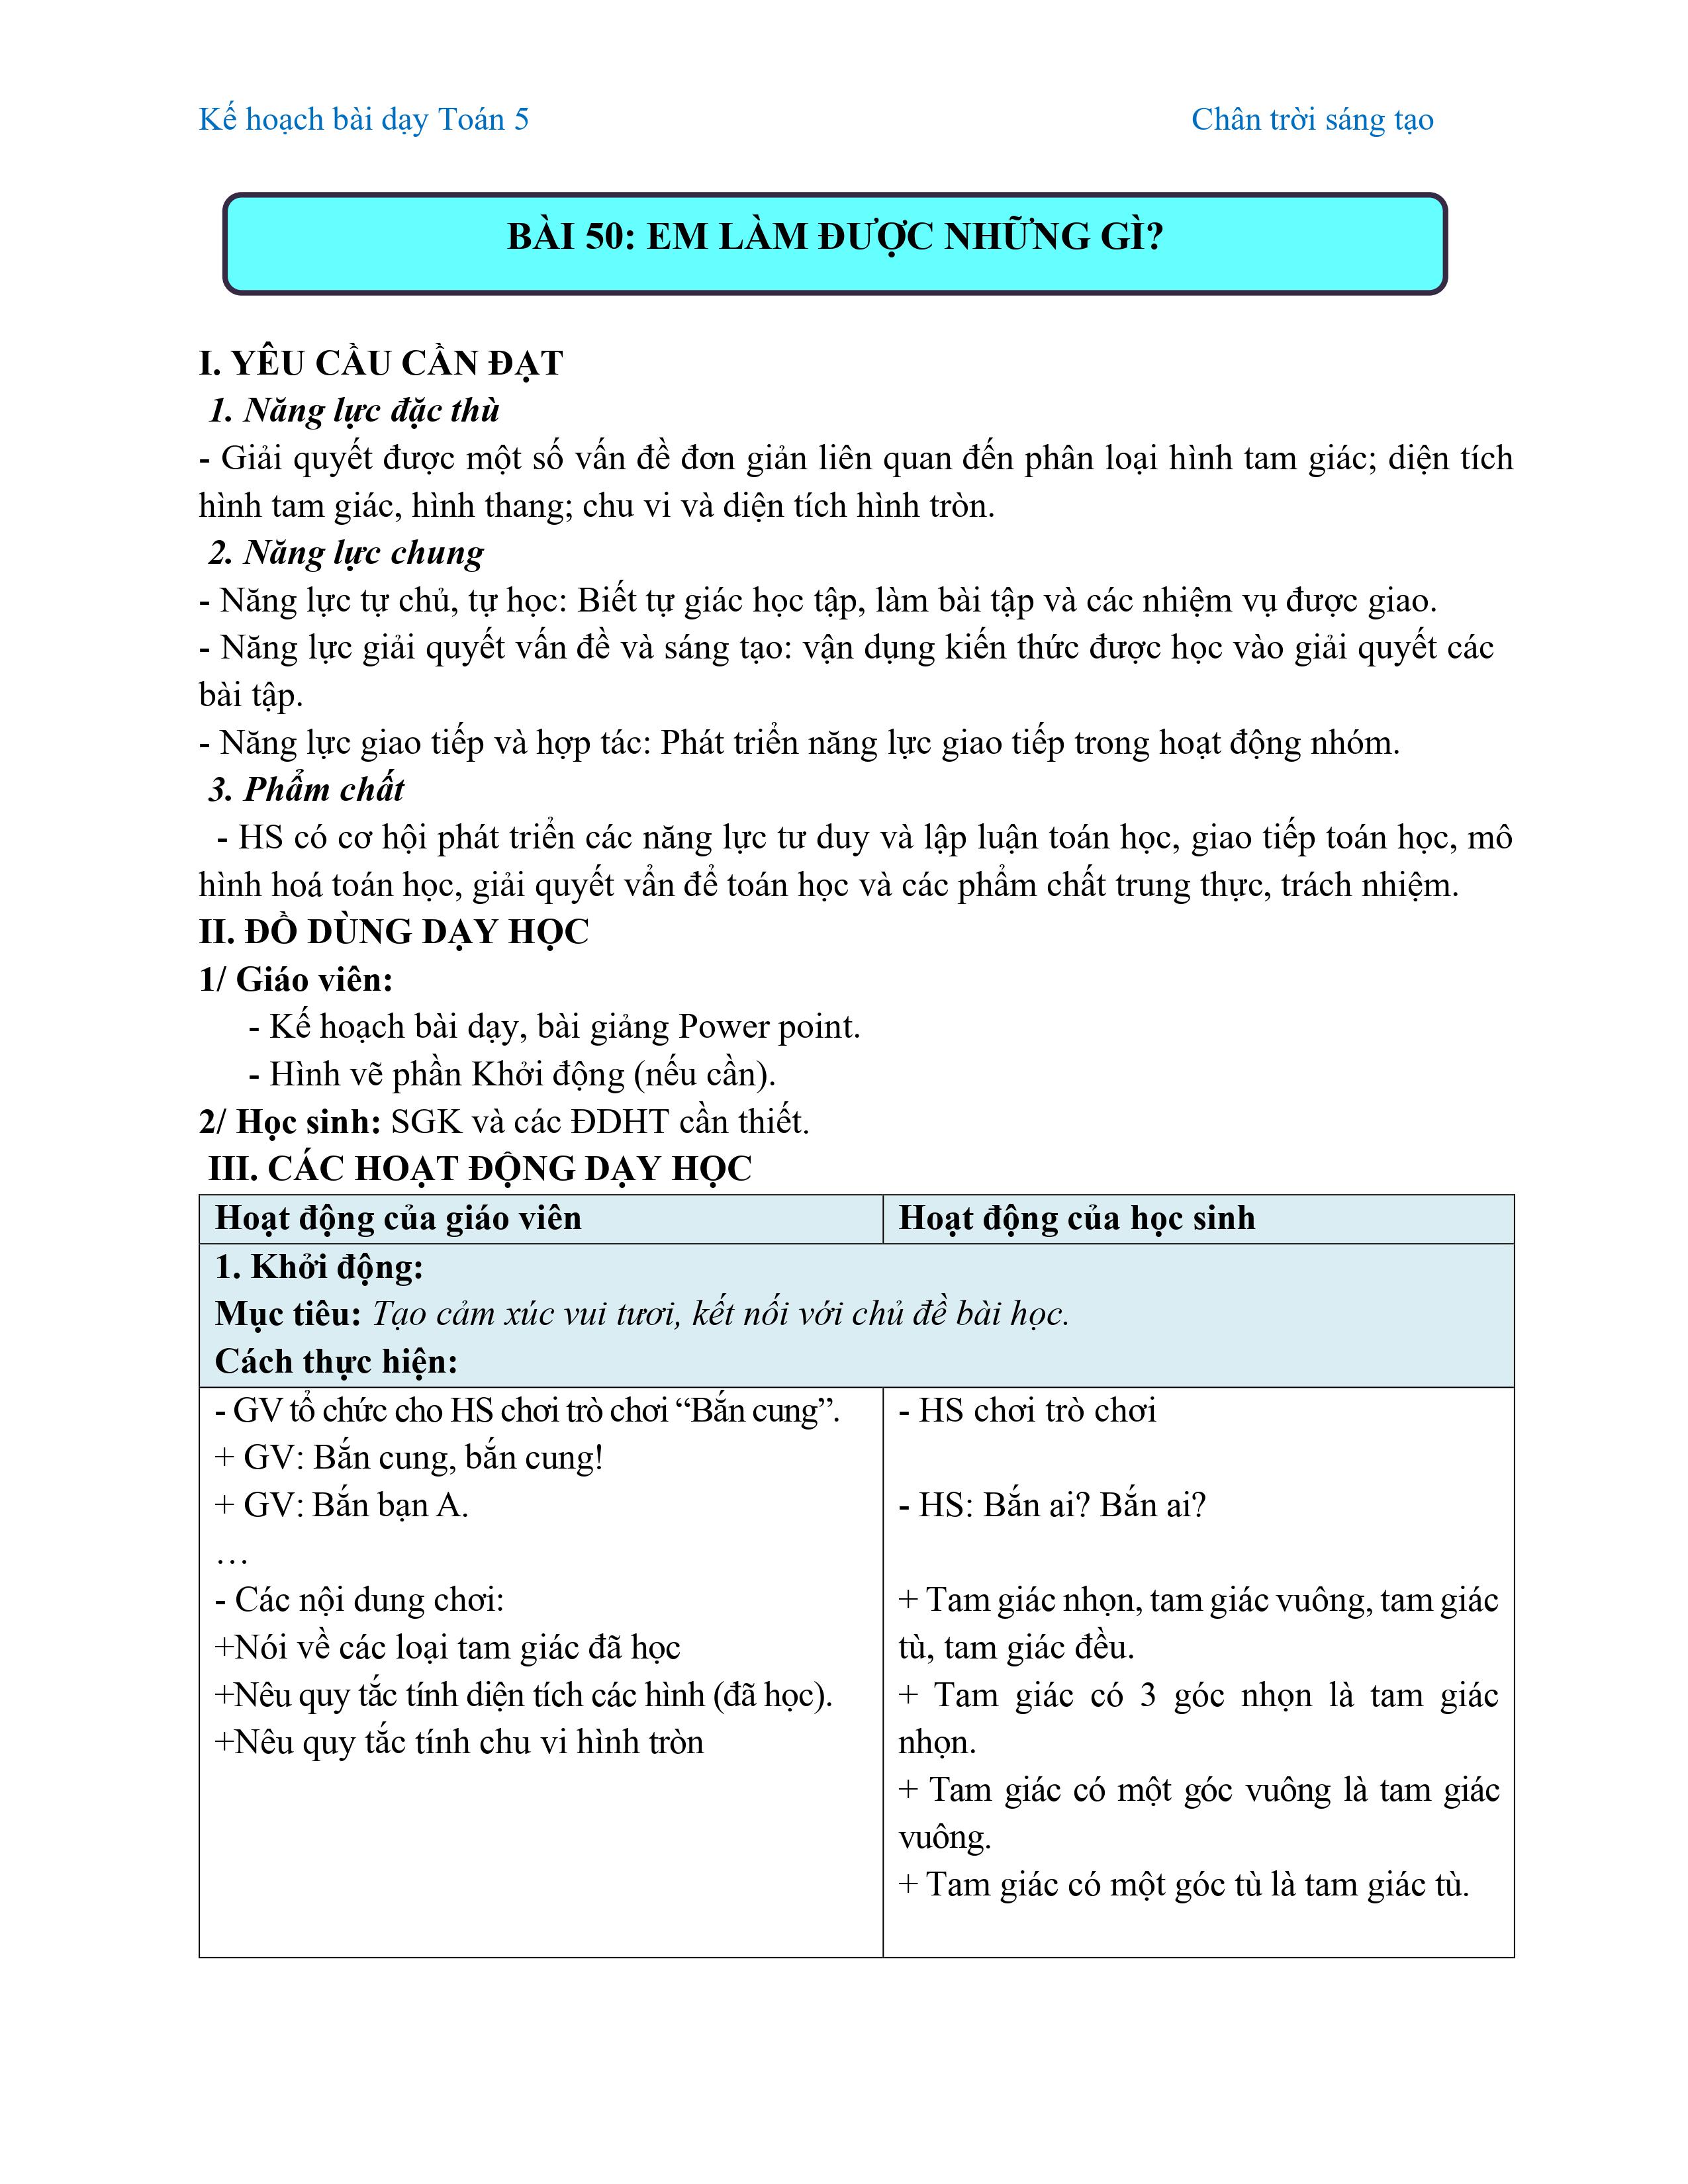 Kế hoạch bài dạy Toán 5 Chân trời sáng tạo
BÀI 50: EM LÀM ĐƯỢC NHỮNG GÌ?
I. YÊU CẦU CẦN ĐẠT
1. Năng lực đặc thù
- Giải quyết được một số vấn đề đơn giản liên quan đến phân loại hình tam giác; diện tích
hình tam giác, hình thang; chu vi và diện tích hình tròn.
2. Năng lực chung
- Năng lực tự chủ, tự học: Biết tự giác học tập, làm bài tập và các nhiệm vụ được giao.
- Năng lực giải quyết vấn đề và sáng tạo: vận dụng kiến thức được học vào giải quyết các
bài tập.
- Năng lực giao tiếp và hợp tác: Phát triển năng lực giao tiếp trong hoạt động nhóm.
3. Phẩm chất
- HS có cơ hội phát triển các năng lực tư duy và lập luận toán học, giao tiếp toán học, mô
hình hoá toán học, giải quyết vẩn để toán học và các phẩm chất trung thực, trách nhiệm.
II. ĐỒ DÙNG DẠY HỌC
1/ Giáo viên:
- Kế hoạch bài dạy, bài giảng Power point.
- Hình vẽ phần Khởi động (nếu cần).
2/ Học sinh: SGK và các ĐDHT cần thiết.
III. CÁC HOẠT ĐỘNG DẠY HỌC
Hoạt động của giáo viên Hoạt động của học sinh
1. Khởi động:
Mục tiêu: Tạo cảm xúc vui tươi, kết nối với chủ đề bài học.
Cách thực hiện:
- GV tổ chức cho HS chơi trò chơi “Bắn cung”.
+ GV: Bắn cung, bắn cung!
+ GV: Bắn bạn A.
…
- Các nội dung chơi:
+Nói về các loại tam giác đã học
+Nêu quy tắc tính diện tích các hình (đã học).
+Nêu quy tắc tính chu vi hình tròn
- HS chơi trò chơi
- HS: Bắn ai? Bắn ai?
+ Tam giác nhọn, tam giác vuông, tam giác
tù, tam giác đều.
+ Tam giác có 3 góc nhọn là tam giác
nhọn.
+ Tam giác có một góc vuông là tam giác
vuông.
+ Tam giác có một góc tù là tam giác tù.